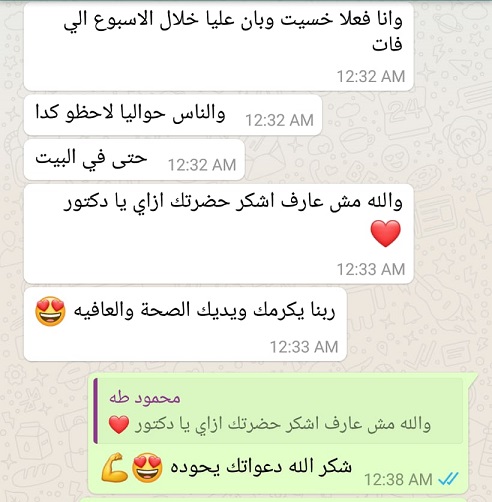 وانا فعلا خسيت وبان عليا خلال الاسبوع الي
فات
12:32 AM
والناس حواليا لاحظو كدا
12:32 AM
حتى في البيت
12:32 AM
والله مش عارف اشكر حضرتك ازاي يا دكتور
❤️
12:33 AM
ربنا يكرمك ويديك الصحة والعافيه 😍
12:33 AM
محمود طه
والله مش عارف اشكر حضرتك ازاي يا دكتور ❤️
شكر الله دعواتك يحوده 😍💪
12:38 AM